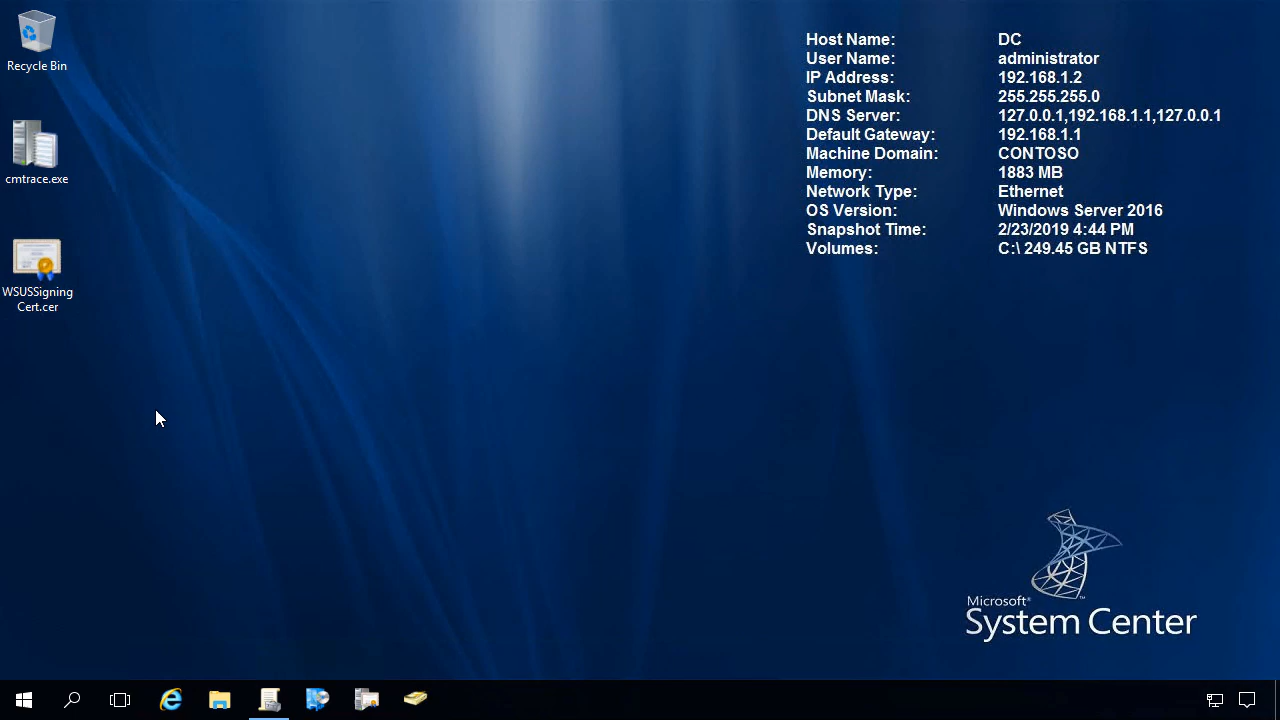 Recycle Bin
cmtrace.exe
WSUSSigning
Cert.cer
Host Name: DC
User Name: administrator
IP Address: 192.168.1.2
Subnet Mask: 255.255.255.0
DNS Server: 127.0.0.1,192.168.1.1,127.0.0.1
Default Gateway: 192.168.1.1
Machine Domain: CONTOSO
Memory: 1883 MB
Network Type: Ethernet
OS Version: Windows Server 2016
Snapshot Time: 2/23/2019 4:44 PM
Volumes: C:\ 249.45 GB NTFS
Microsoft®
System Center